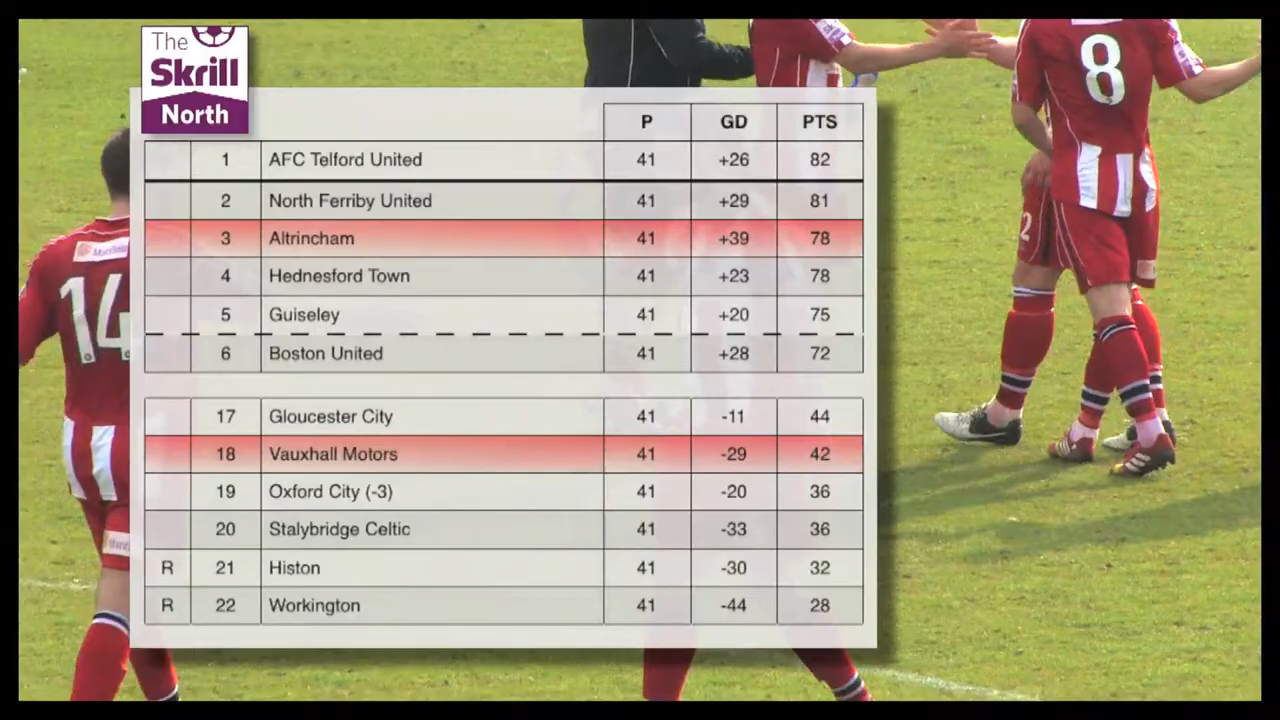 The
Skrill
North
P GD PTS
1 AFC Telford United 41 +26 82
2 North Ferriby United 41 +29 81
3 Altrincham 41 +39 78
4 Hednesford Town 41 +23 78
5 Guiseley 41 +20 75
6 Boston United 41 +28 72
17 Gloucester City 41 -11 44
18 Vauxhall Motors 41 -29 42
19 Oxford City (-3) 41 -20 36
20 Stalybridge Celtic 41 -33 36
R 21 Histon 41 -30 32
R 22 Workington 41 -44 28
14
8
2